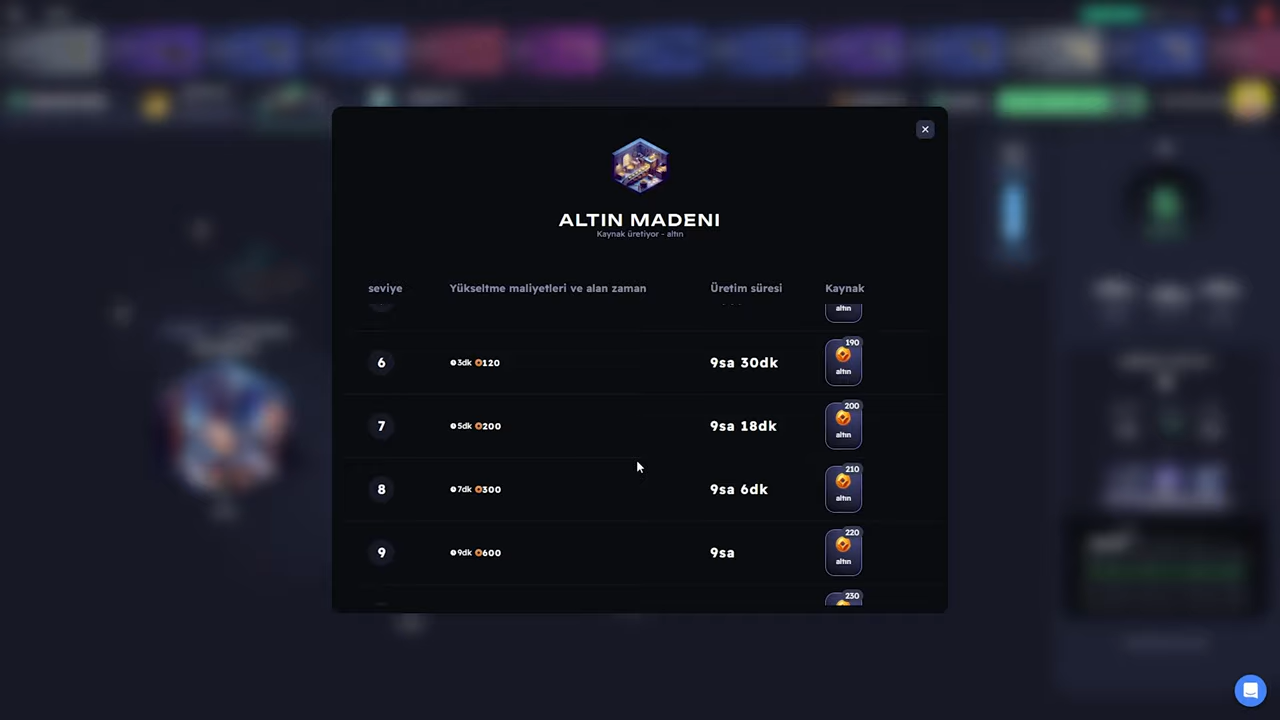 ALTIN MADENI
Kaynak üretiyor - altın
seviye Yükseltme maliyetleri ve alan zaman Üretim süresi Kaynak
altın
6 3dk 120 9sa 30dk 190 altın
7 5dk 200 9sa 18dk 200 altın
8 7dk 300 9sa 6dk 210 altın
9 9dk 600 9sa 220 altın
230